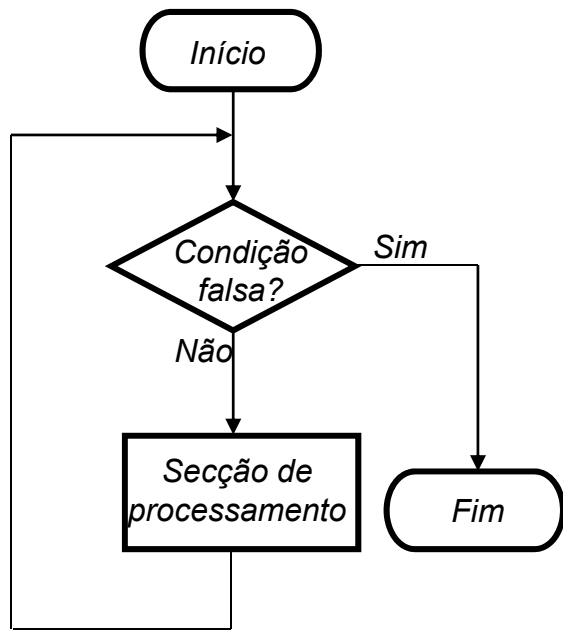 Início
Condição
falsa?
Sim
Não
Secção de
processamento
Fim